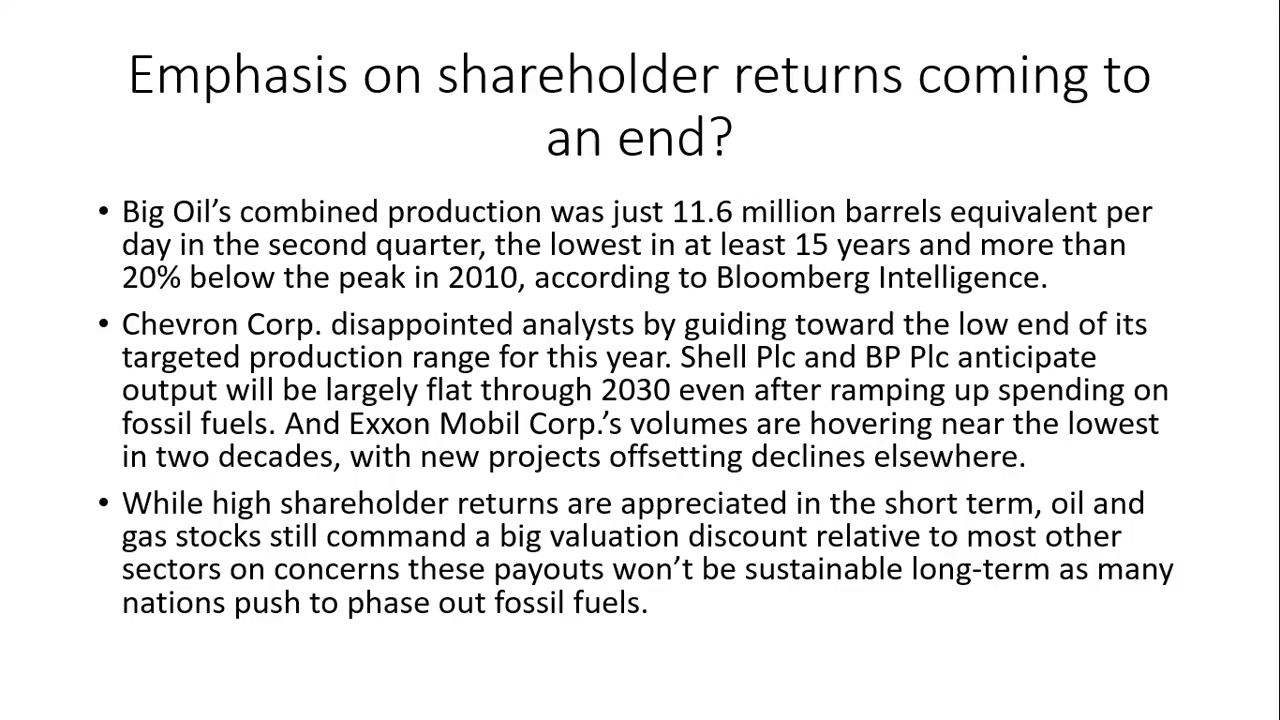 Emphasis on shareholder returns coming to
an end?
• Big Oil’s combined production was just 11.6 million barrels equivalent per
day in the second quarter, the lowest in at least 15 years and more than
20% below the peak in 2010, according to Bloomberg Intelligence.
• Chevron Corp. disappointed analysts by guiding toward the low end of its
targeted production range for this year. Shell Plc and BP Plc anticipate
output will be largely flat through 2030 even after ramping up spending on
fossil fuels. And Exxon Mobil Corp.’s volumes are hovering near the lowest
in two decades, with new projects offsetting declines elsewhere.
• While high shareholder returns are appreciated in the short term, oil and
gas stocks still command a big valuation discount relative to most other
sectors on concerns these payouts won’t be sustainable long-term as many
nations push to phase out fossil fuels.